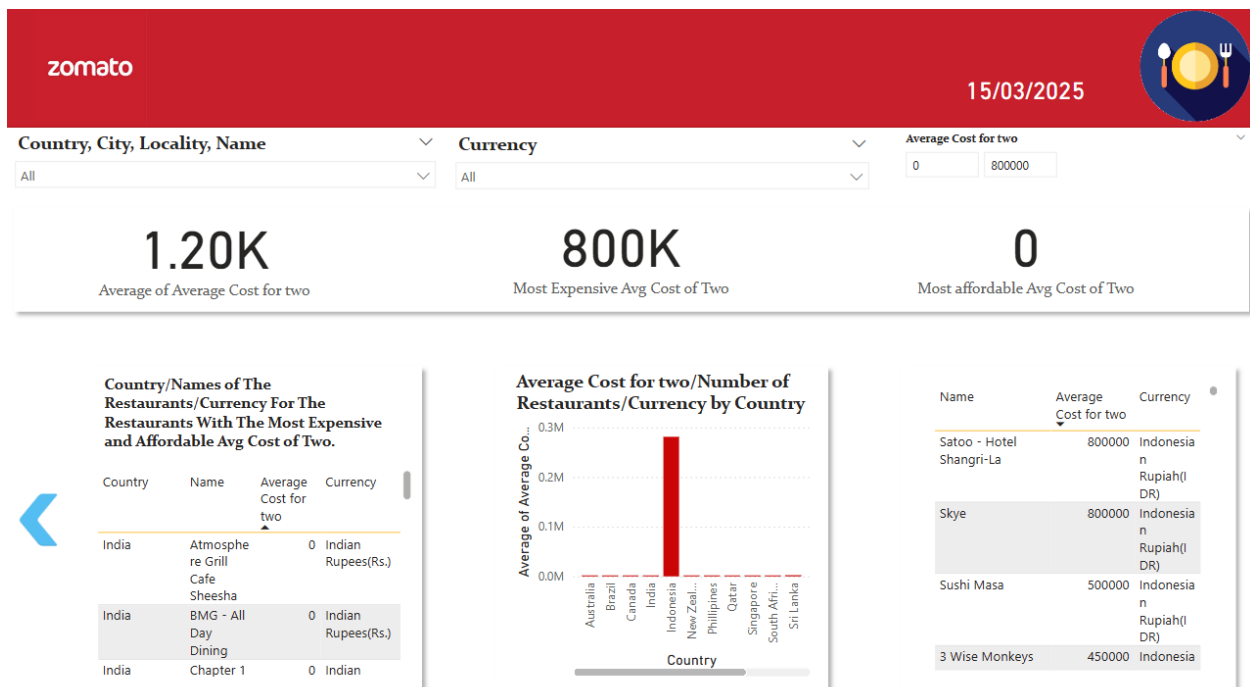 zomato
15/03/2025
Country, City, Locality, Name
All
Currency
All
Average Cost for two
0 800000
1.20K
Average of Average Cost for two
800K
Most Expensive Avg Cost of Two
0
Most affordable Avg Cost of Two
Country/Names of The
Restaurants/Currency For The
Restaurants With The Most Expensive
and Affordable Avg Cost of Two.
Country Name Average Currency
Cost for
two
India Atmosphe 0 Indian
re Grill Rupees(Rs.)
Cafe
Sheesha
India BMG - All 0 Indian
Day Rupees(Rs.)
Dining
India Chapter 1 0 Indian
Average Cost for two/Number of
Restaurants/Currency by Country
Average of Average Co...
0.3M
0.2M
0.1M
0.0M
Australia
Brazil
Canada
India
Indonesia
New Zeal...
Phillipines
Qatar
Singapore
South Afri...
Sri Lanka
Country
Name Average Currency
Cost for two
Satoo - Hotel 800000 Indonesia
Shangri-La n
Rupiah(I
DR)
Skye 800000 Indonesia
n
Rupiah(I
DR)
Sushi Masa 500000 Indonesia
n
Rupiah(I
DR)
3 Wise Monkeys 450000 Indonesia